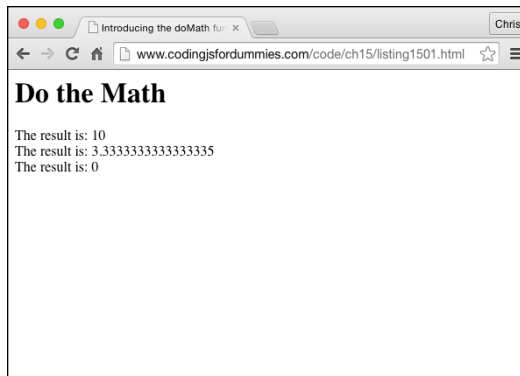 Introducing the doMath fun
Chris
www.codingjsfordummies.com/code/ch15/listing1501.html
Do the Math
The result is: 10
The result is: 3.3333333333333335
The result is: 0